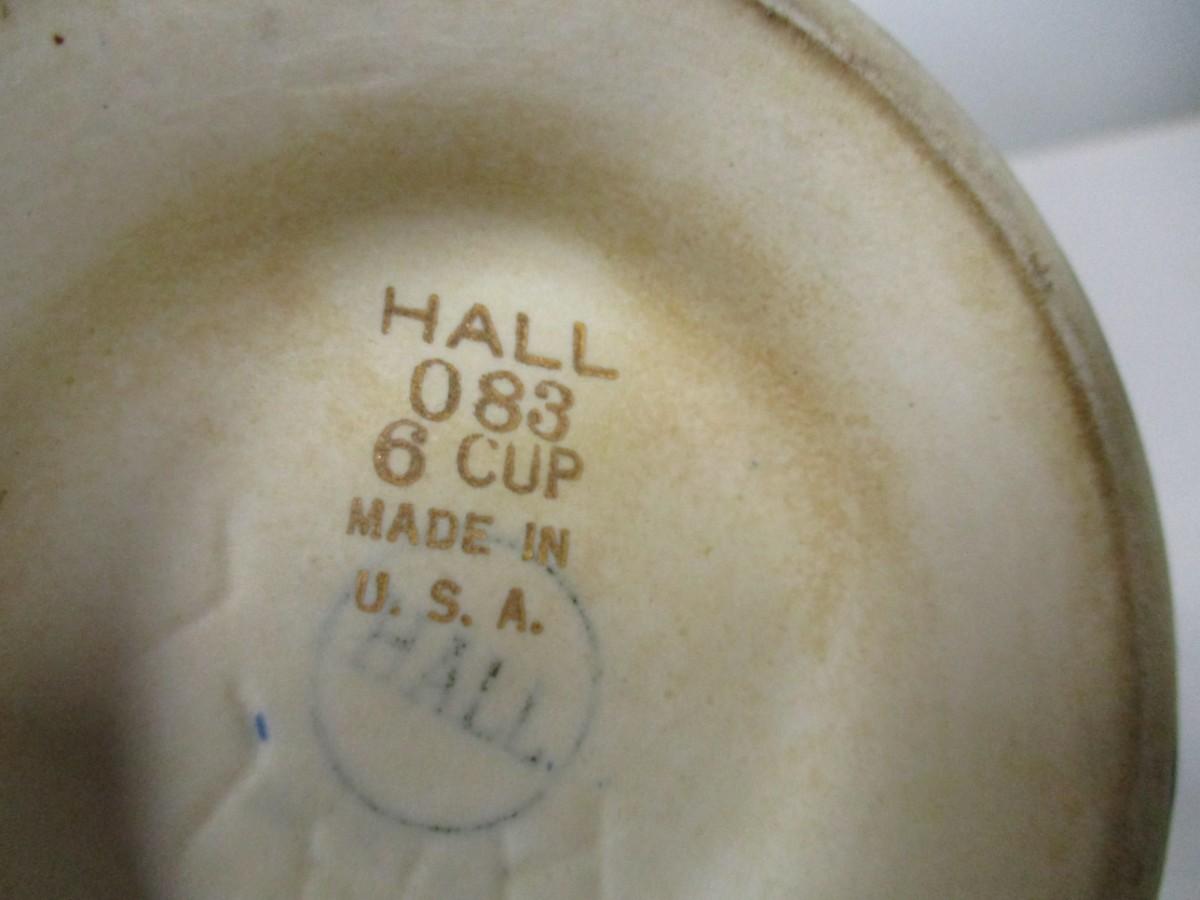 HALL
083
6 CUP
MADE IN
U. S. A.
HALL